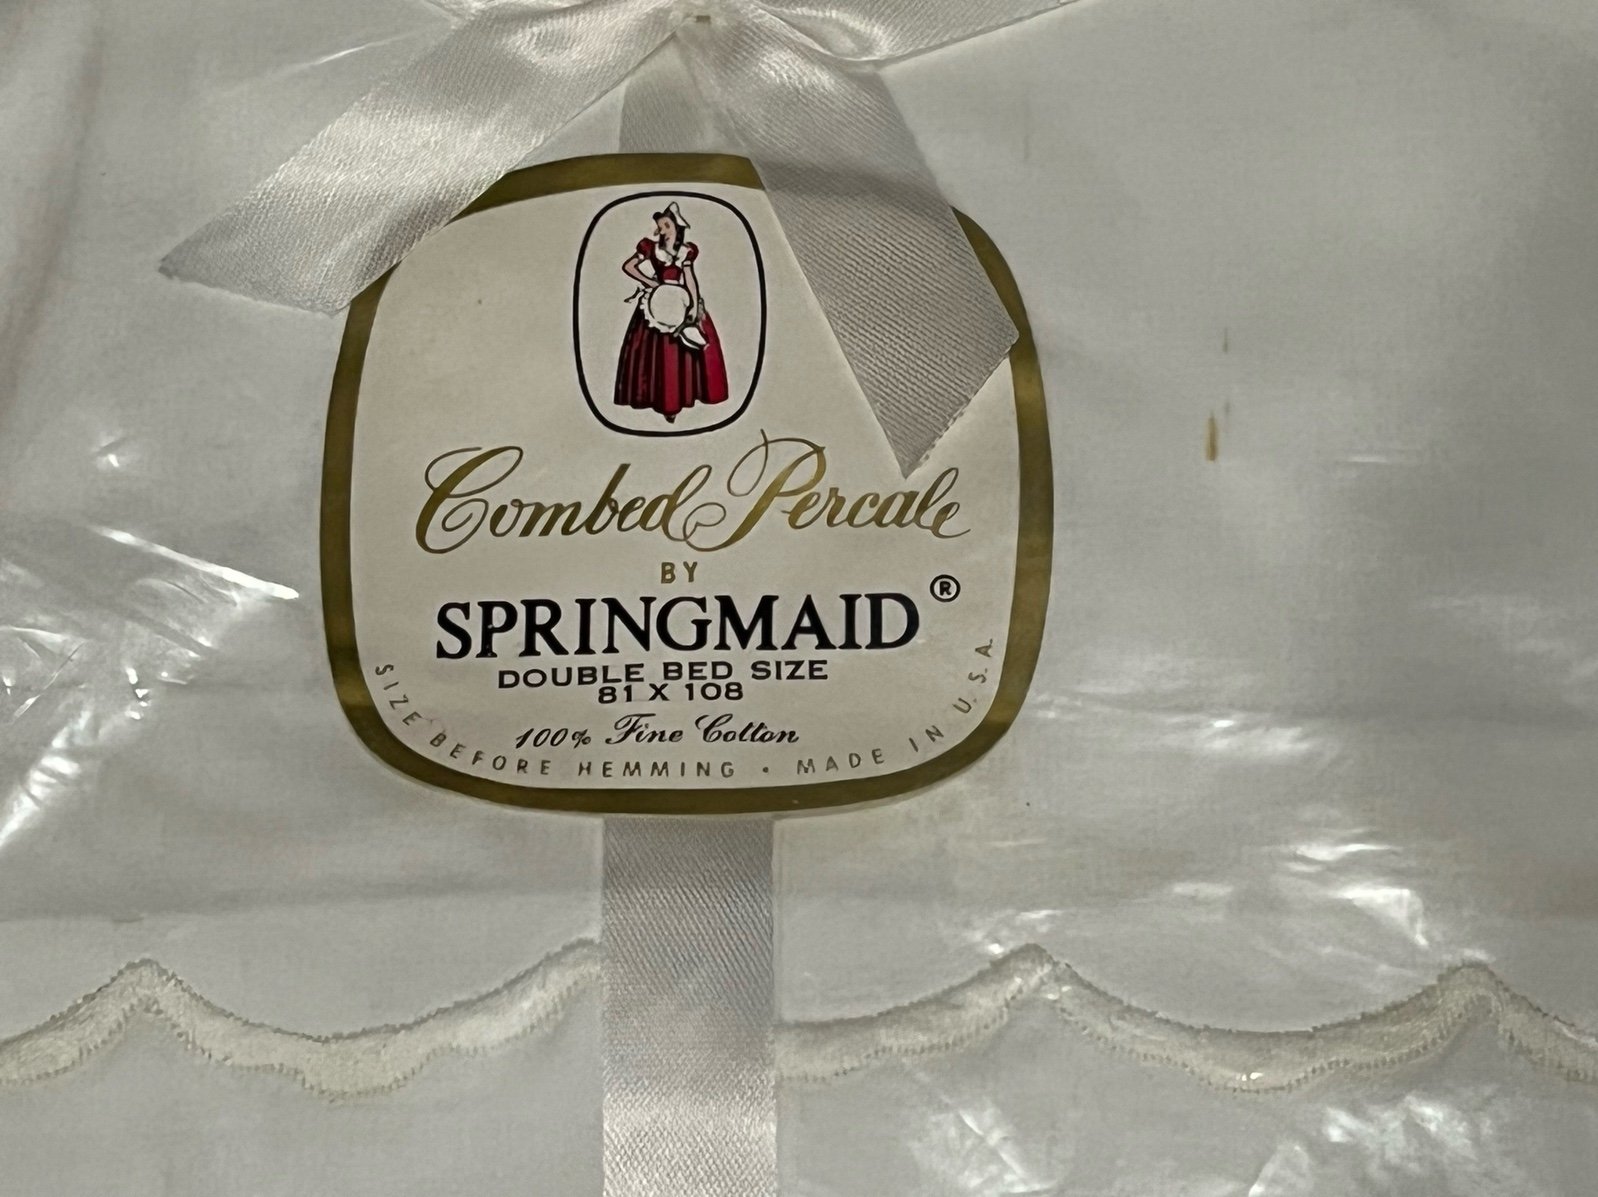 Combed Percale
BY
SPRINGMAID®
DOUBLE BED SIZE
81 X 108
100% Fine Cotton
SIZE BEFORE HEMMING • MADE IN U.S.A.